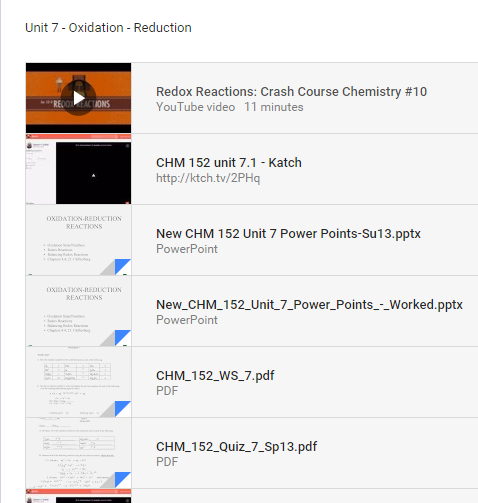 Unit 7 - Oxidation - Reduction
REDOX REACTIONS
Redox Reactions: Crash Course Chemistry #10
YouTube video 11 minutes
CHM 152 unit 7.1 - Katch
http://ktch.tv/2PHq
OXIDATION-REDUCTION
REACTIONS
New CHM 152 Unit 7 Power Points-Su13.pptx
PowerPoint
OXIDATION-REDUCTION
REACTIONS
New_CHM_152_Unit_7_Power_Points_-_Worked.pptx
PowerPoint
CHM_152_WS_7.pdf
PDF
CHM_152_Quiz_7_Sp13.pdf
PDF